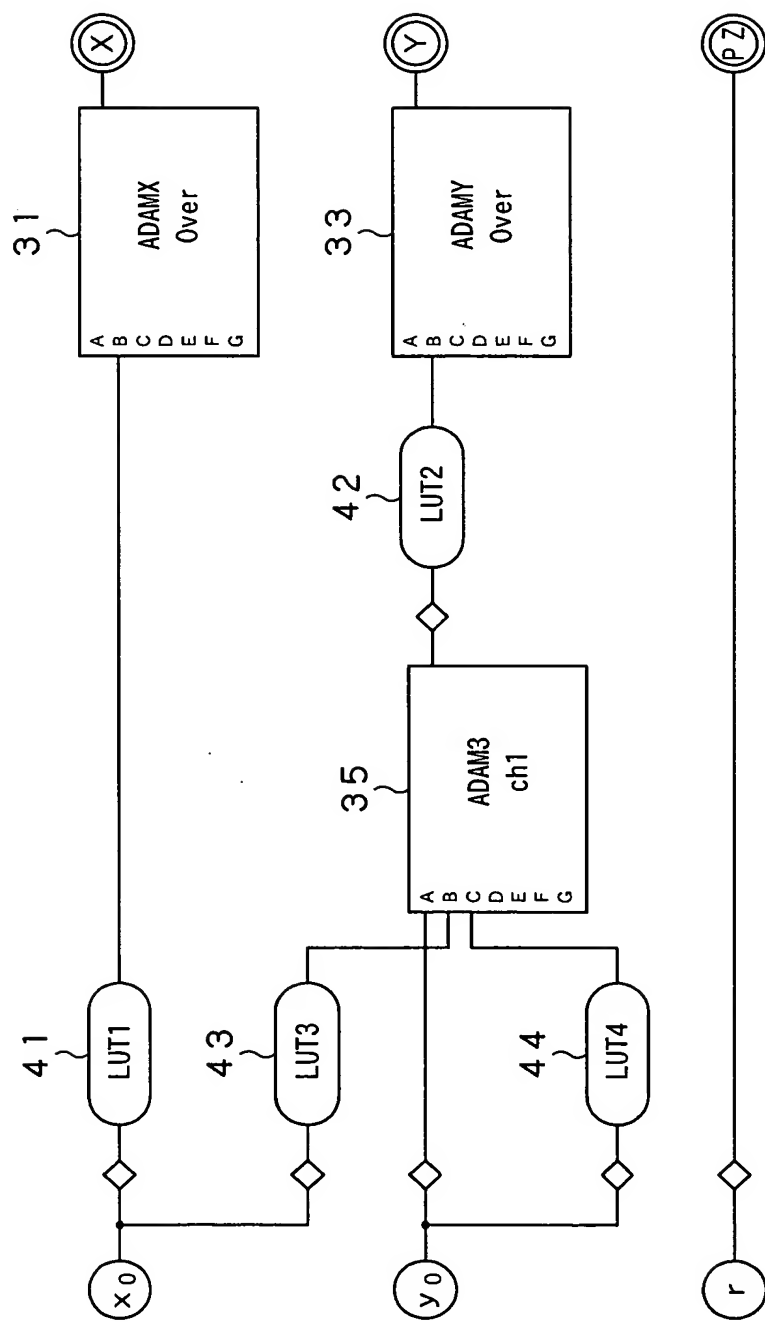 31
ADAMX
Over
A
B
C
D
E
F
G
X
41
LUT1
x0
43
LUT3
33
ADAMY
Over
A
B
C
D
E
F
G
Y
42
LUT2
35
ADAM3
ch1
A
B
C
D
E
F
G
y0
44
LUT4
r
PZ